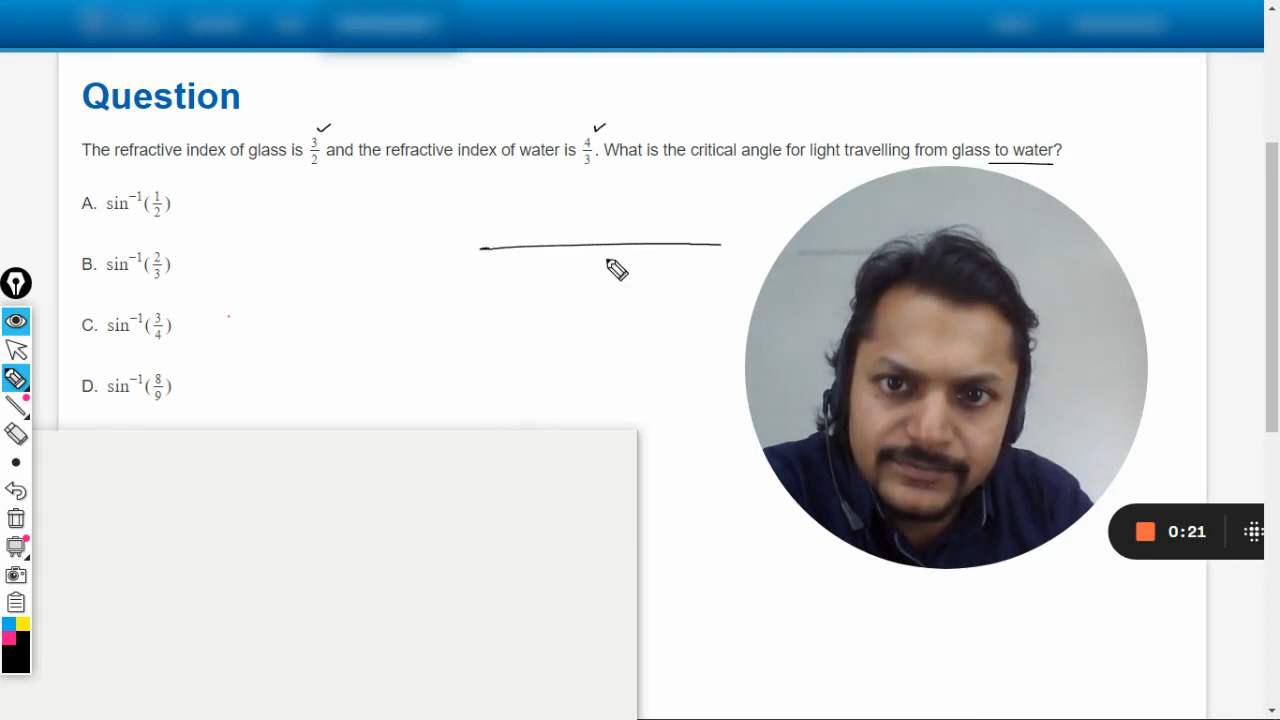 Question
The refractive index of glass is 3/2 and the refractive index of water is 4/3. What is the critical angle for light travelling from glass to water?
A. sin⁻¹(1/2)
B. sin⁻¹(2/3)
C. sin⁻¹(3/4)
D. sin⁻¹(8/9)
0:21